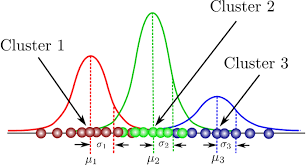 Cluster 2
Cluster 1
Cluster 3
σ₁ σ₂ σ₃
μ₁ μ₂ μ₃